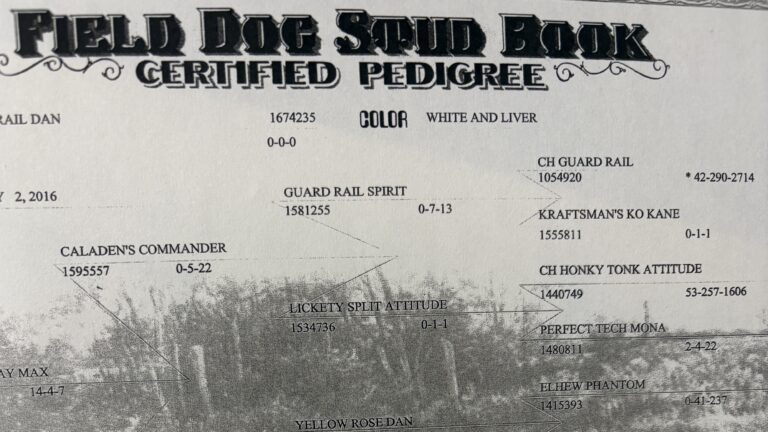 FIELD DOG STUD BOOK
CERTIFIED PEDIGREE
RAIL DAN 1674235 COLOR WHITE AND LIVER
0-0-0
CH GUARD RAIL
1054920 * 42-290-2714
2, 2016
GUARD RAIL SPIRIT
1581255 0-7-13
KRAFTSMAN'S KO KANE
1555811 0-1-1
CALADEN'S COMMANDER
1595557 0-5-22
CH HONKY TONK ATTITUDE
1440749 53-257-1606
LICKETY SPLIT ATTITUDE
1534736 0-1-1
PERFECT TECH MONA
1480811 2-4-22
AY MAX
14-4-7
ELHEW PHANTOM
1415393 0-41-237
YELLOW ROSE DAN